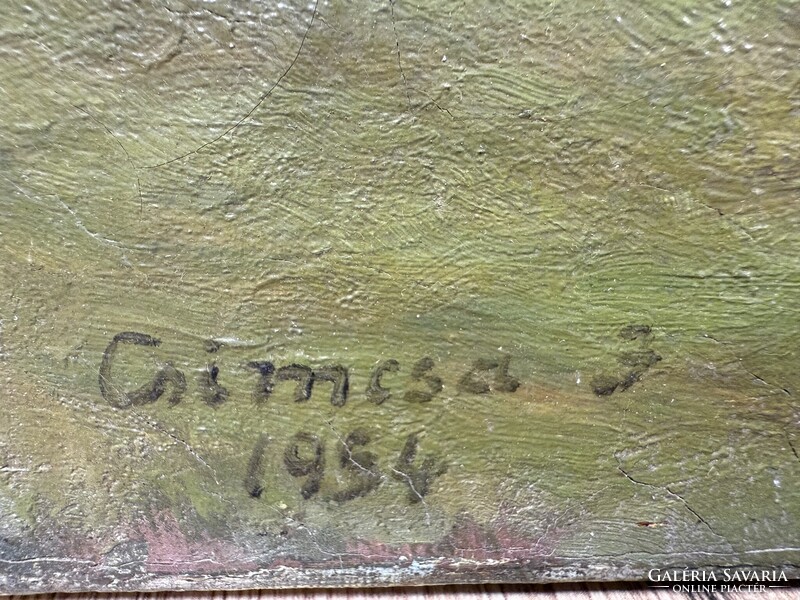 Csimcsa J
1954
GALÉRIA SAVARIA
ONLINE PIACTÉR